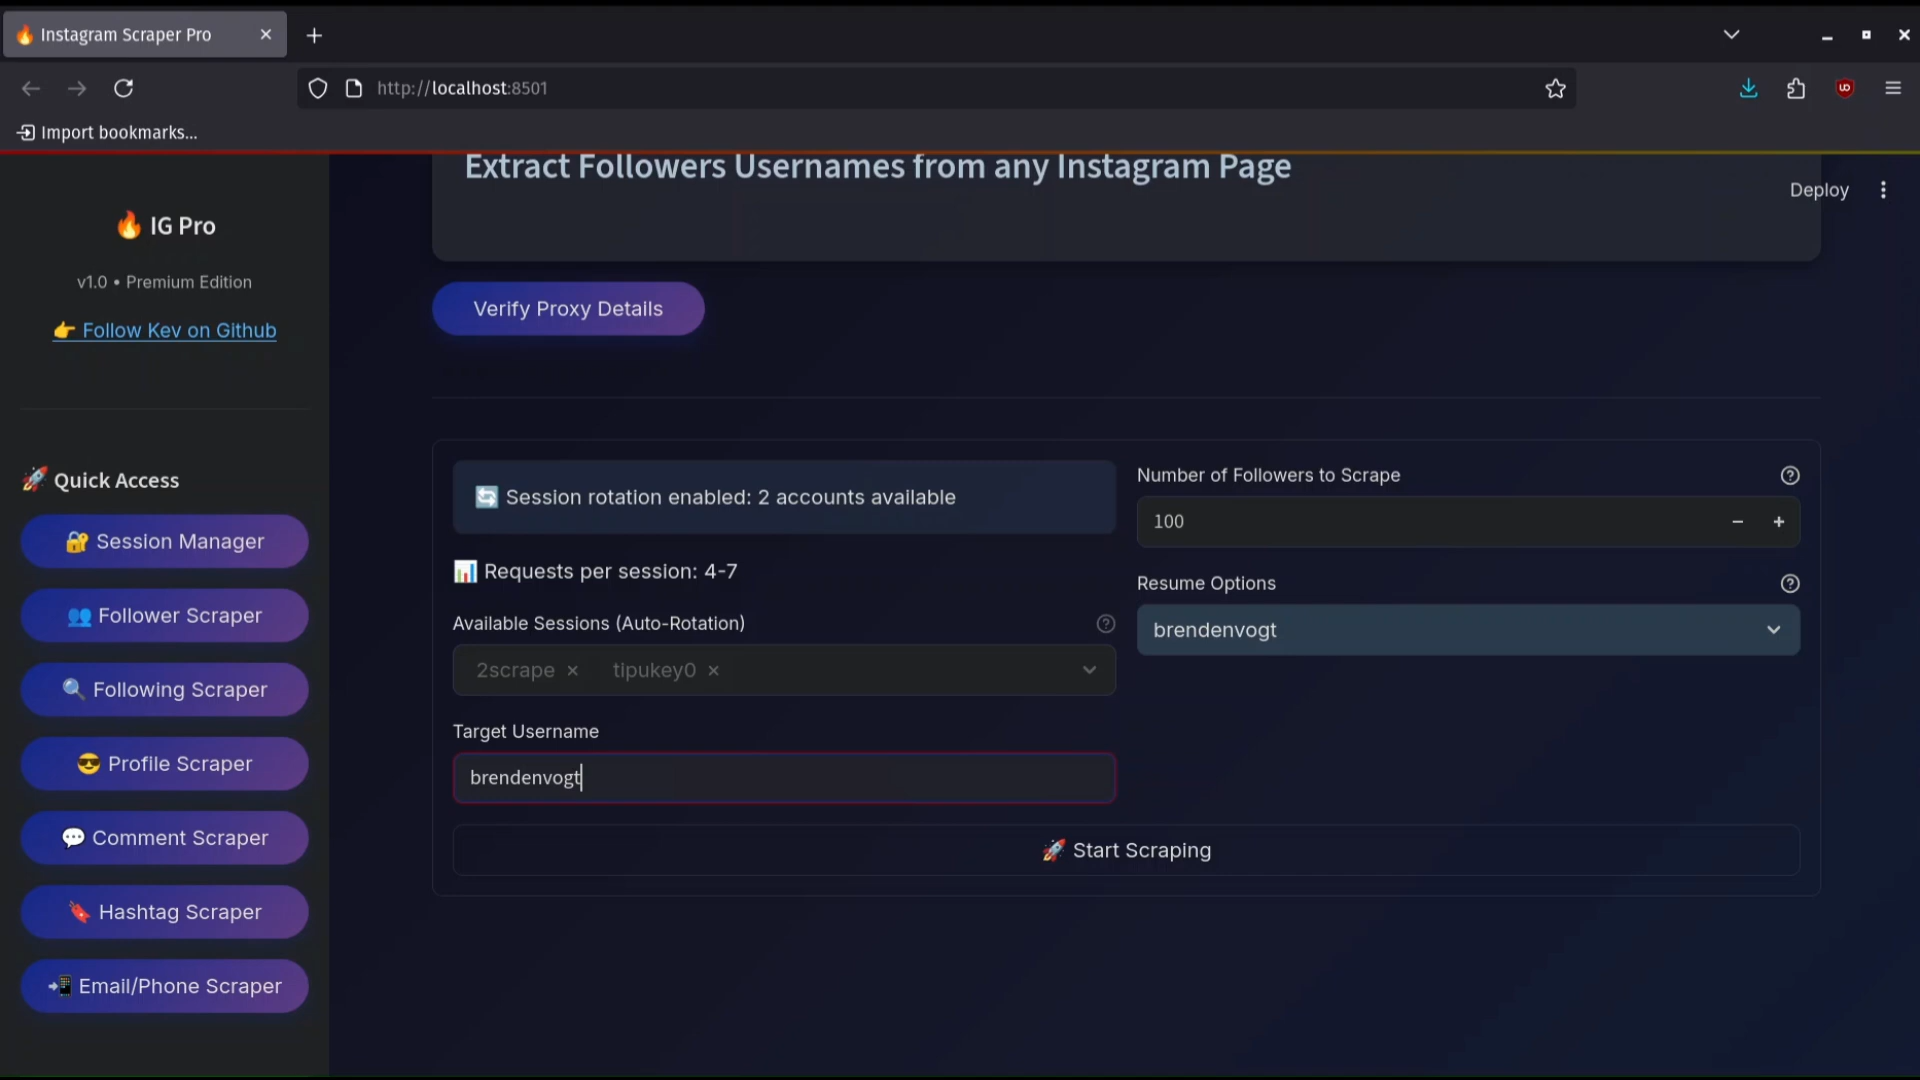 Instagram Scraper Pro
http://localhost:8501
Import bookmarks...
Extract Followers Usernames from any Instagram Page
Deploy
IG Pro
v1.0 • Premium Edition
👉 Follow Kev on Github
Verify Proxy Details
🚀 Quick Access
🔐 Session Manager
👥 Follower Scraper
🔍 Following Scraper
😎 Profile Scraper
💬 Comment Scraper
🔖 Hashtag Scraper
📲 Email/Phone Scraper
🔄 Session rotation enabled: 2 accounts available
📊 Requests per session: 4-7
Available Sessions (Auto-Rotation)
2scrape × tipukey0 ×
Target Username
brendenvogt
Number of Followers to Scrape
100
Resume Options
brendenvogt
🚀 Start Scraping